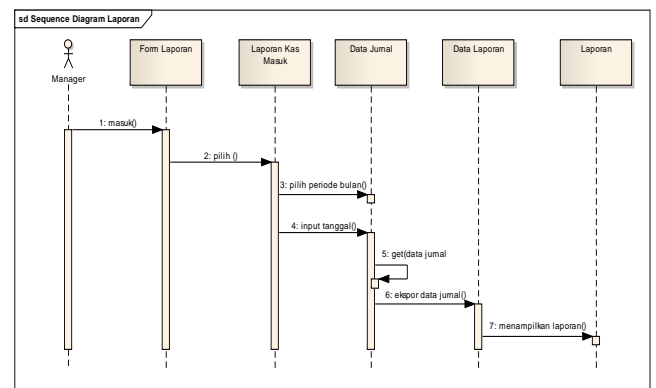 sd Sequence Diagram Laporan
Manager
Form Laporan
Laporan Kas
Masuk
Data Jurnal
Data Laporan
Laporan
1: masuk()
2: pilih ()
3: pilih periode bulan()
4: input tanggal()
5: get(data jurnal
6: ekspor data jurnal()
7: menampilkan laporan()